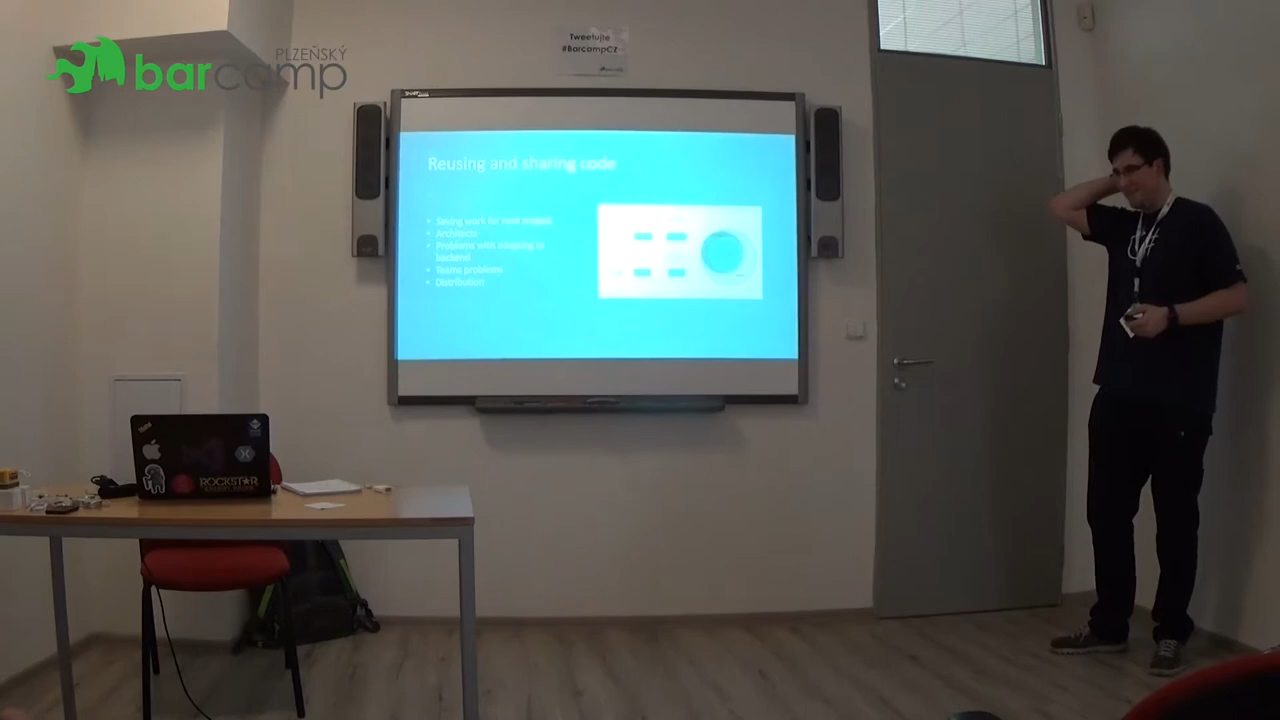 PLZEŇSKÝ
barcamp
Tweetujte
#BarcampCZ
Reusing and sharing code
Saving work for next project
Architects
Problems with adapting to
backend
Teams problems
Distribution
ROCKSTAR